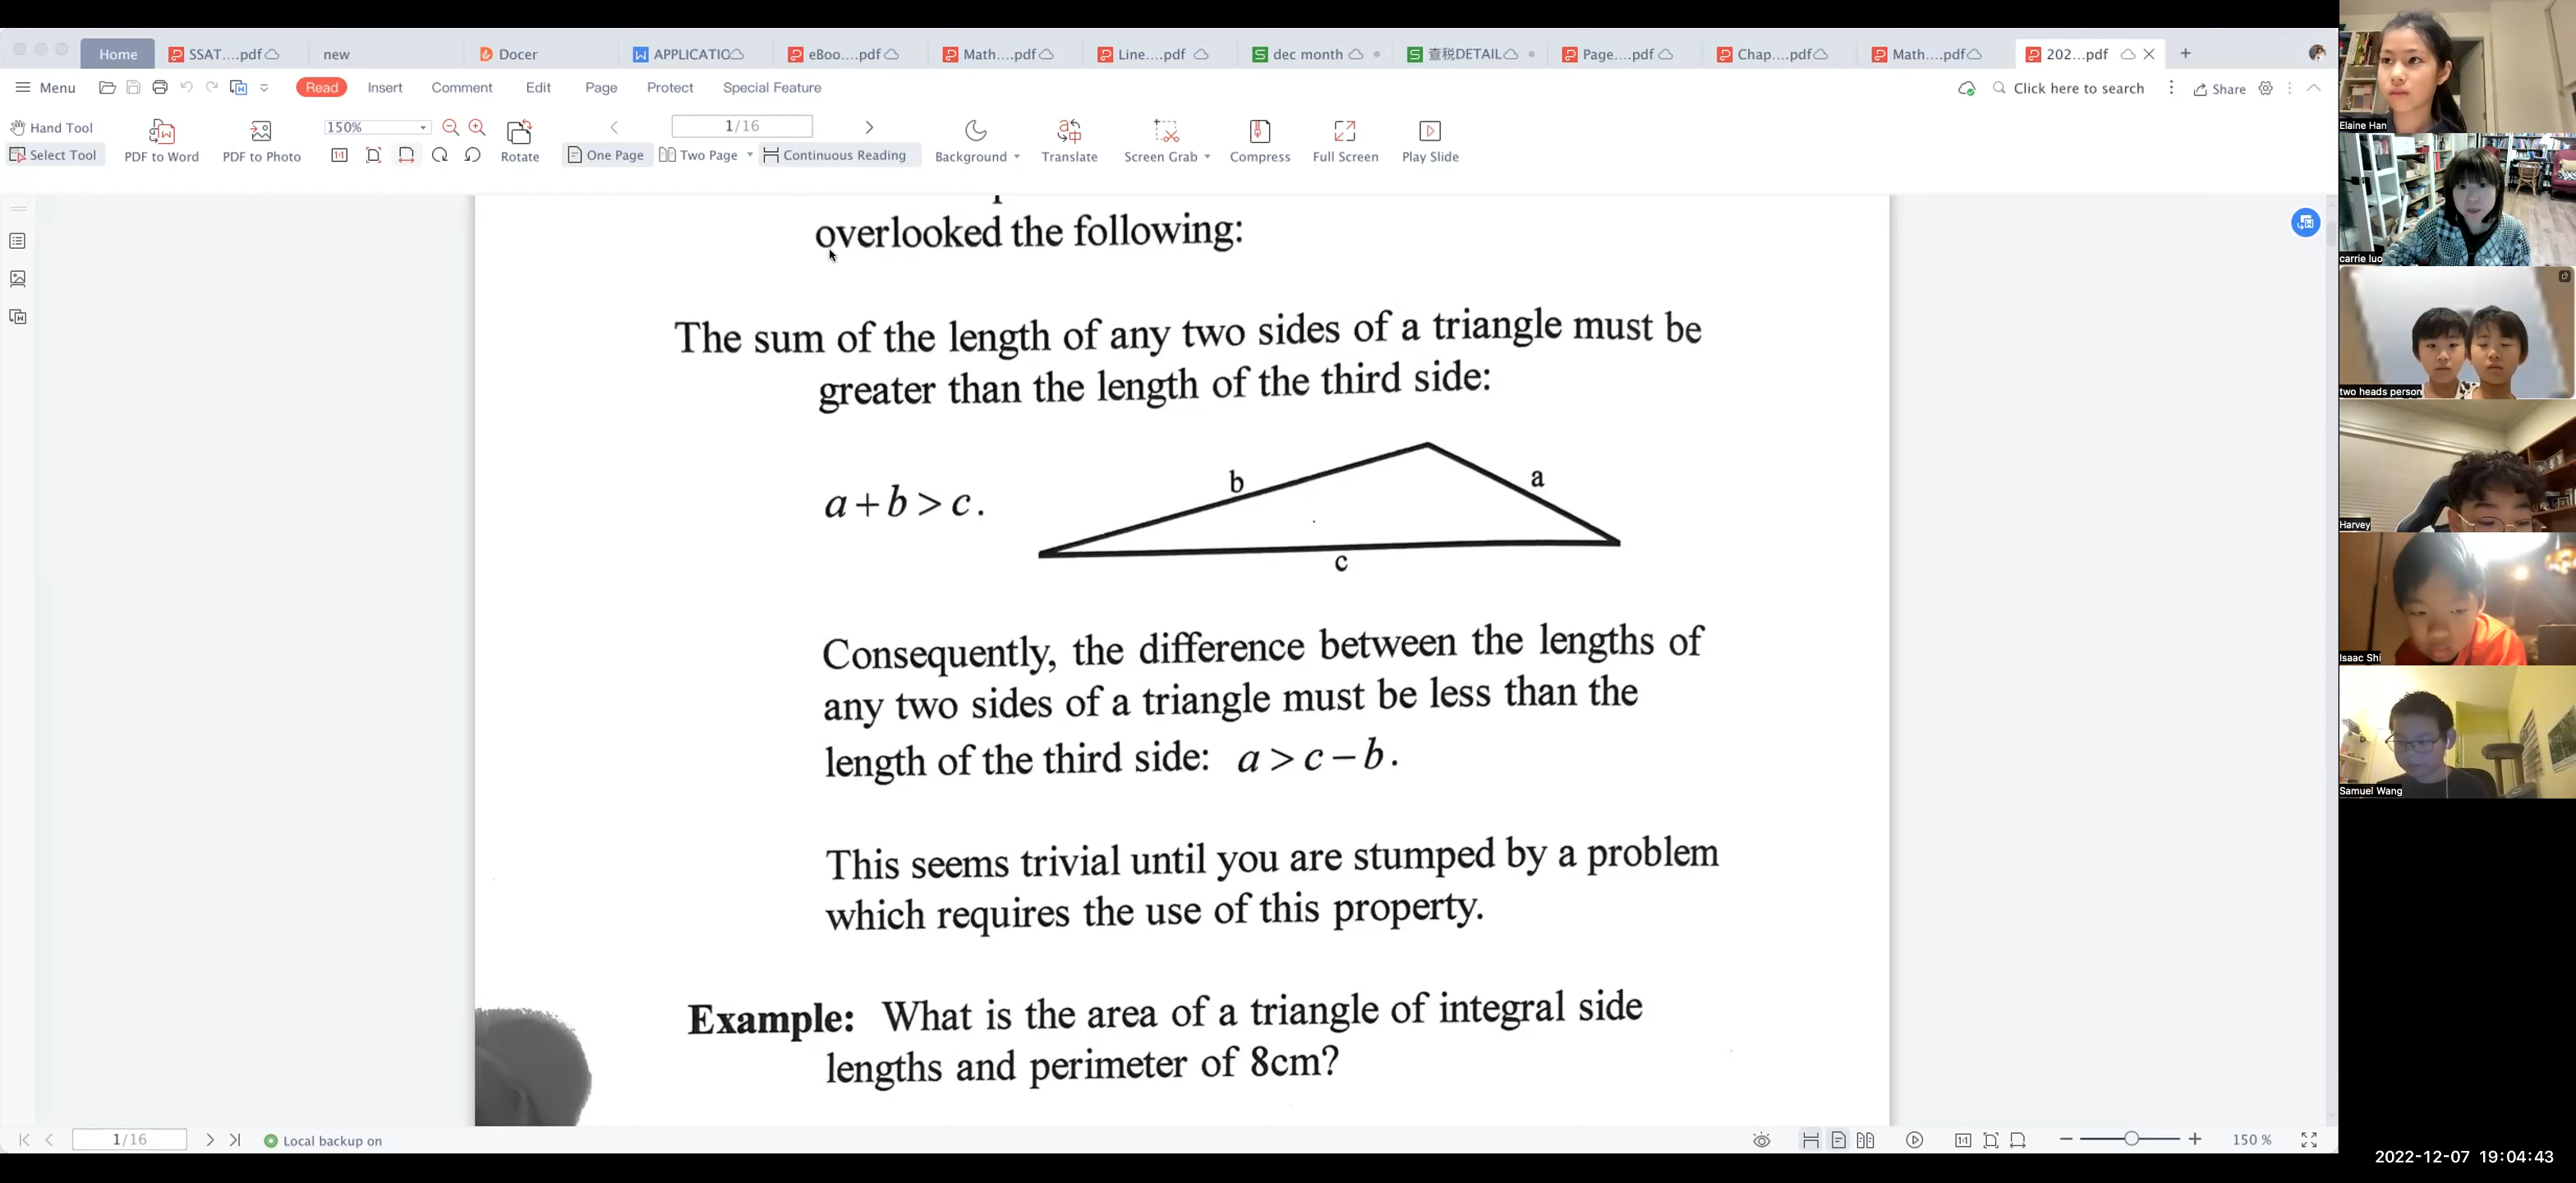 Home
SSAT....pdf
new
Docer
APPLICATIO
eBoo....pdf
Math....pdf
Line....pdf
dec month
查税DETAIL
Page....pdf
Chap....pdf
Math....pdf
202...pdf
Menu
Read
Insert
Comment
Edit
Page
Protect
Special Feature
Click here to search
Share
Hand Tool
Select Tool
PDF to Word
PDF to Photo
150%
Rotate
1/16
One Page
Two Page
Continuous Reading
Background
Translate
Screen Grab
Compress
Full Screen
Play Slide
overlooked the following:
The sum of the length of any two sides of a triangle must be
greater than the length of the third side:
a+b>c.
b
a
c
Consequently, the difference between the lengths of
any two sides of a triangle must be less than the
length of the third side: a>c−b.
This seems trivial until you are stumped by a problem
which requires the use of this property.
Example: What is the area of a triangle of integral side
lengths and perimeter of 8cm?
1/16
Local backup on
150 %
Elaine Han
carrie luo
two heads person
Harvey
Isaac Shi
Samuel Wang
2022-12-07 19:04:43